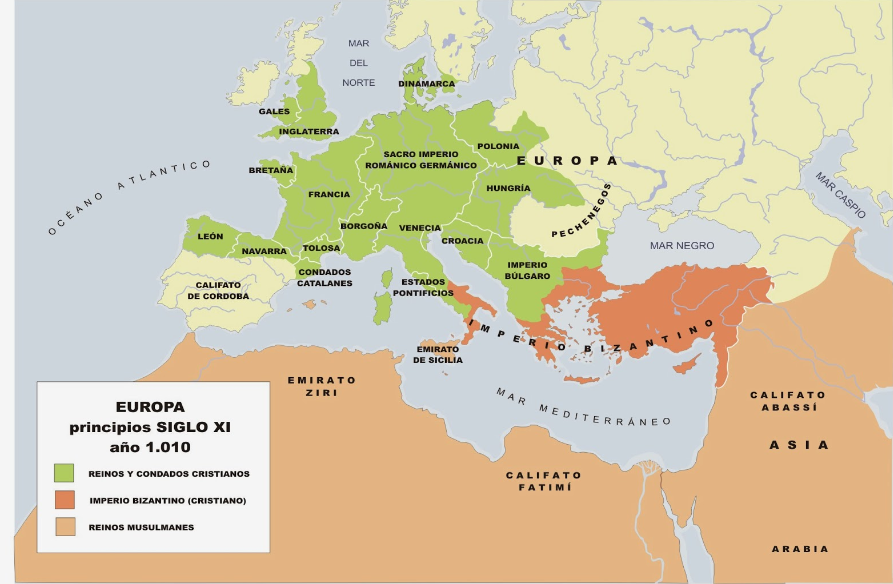 MAR
DEL
NORTE
DINAMARCA
GALES
INGLATERRA
OCÉANO ATLANTICO
BRETAÑA
SACRO IMPERIO
ROMÁNICO GERMÁNICO
POLONIA
EUROPA
HUNGRÍA
PECHENEGOS
MAR CASPIO
FRANCIA
BORGOÑA
VENECIA
CROACIA
LEÓN
NAVARRA
TOLOSA
MAR NEGRO
CONDADOS
CATALANES
IMPERIO
BÚLGARO
CALIFATO
DE CORDOBA
ESTADOS
PONTIFICIOS
IMPERIO BIZANTINO
EMIRATO
DE SICILIA
EMIRATO
ZIRI
MAR MEDITERRÁNEO
CALIFATO
ABASSÍ
ASIA
CALIFATO
FATIMÍ
ARABIA
EUROPA
principios SIGLO XI
año 1.010
REINOS Y CONDADOS CRISTIANOS
IMPERIO BIZANTINO (CRISTIANO)
REINOS MUSULMANES